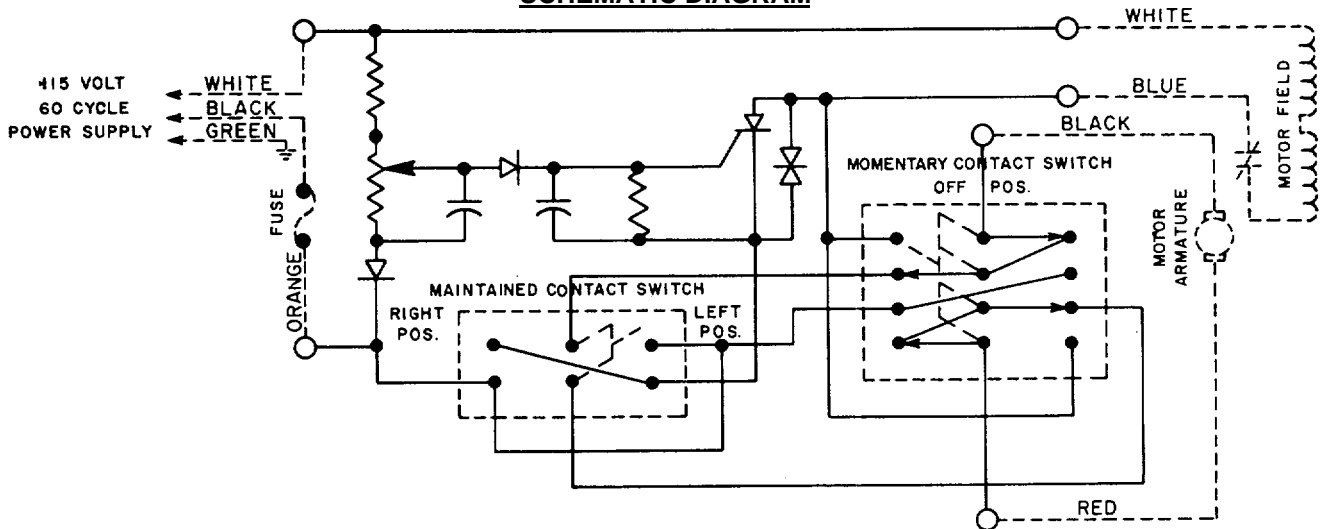 SCHEMATIC DIAGRAM
WHITE
115 VOLT
60 CYCLE
POWER SUPPLY
WHITE
BLACK
GREEN
BLUE
BLACK
MOTOR FIELD
MOMENTARY CONTACT SWITCH
OFF POS.
FUSE
MOTOR
ARMATURE
ORANGE
MAINTAINED CONTACT SWITCH
RIGHT
POS.
LEFT
POS.
RED